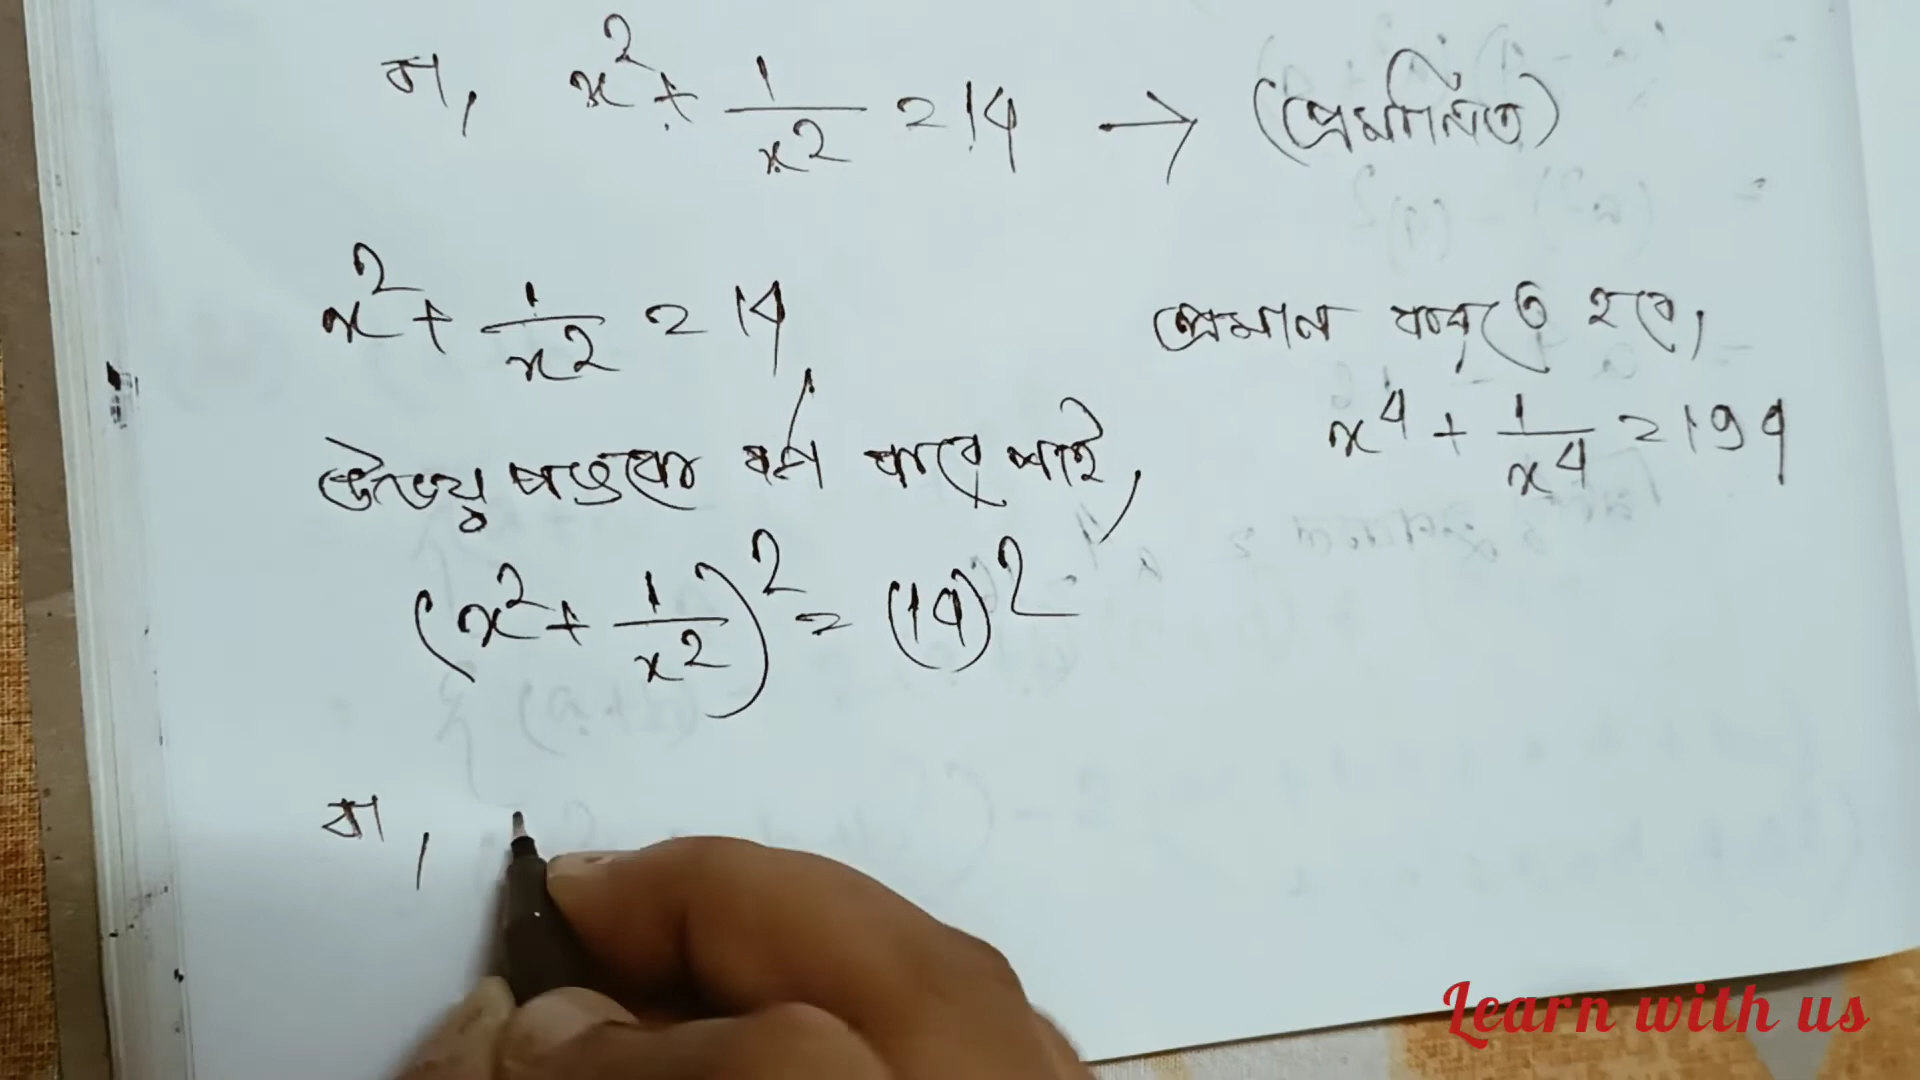 বা, x² + 1/x² = 14 → (প্রমানিত)
x² + 1/x² = 14
প্রমান করতে হবে,
x⁴ + 1/x⁴ = 194
উভয় পক্ষকে বর্গ করে পাই,
(x² + 1/x²)² = (14)²
বা,
Learn with us